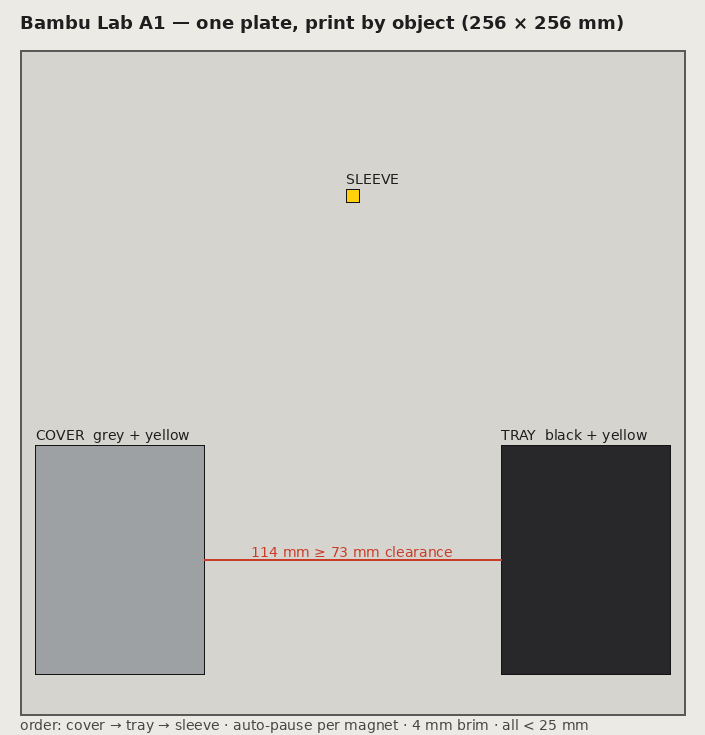 Bambu Lab A1 — one plate, print by object (256 × 256 mm)
SLEEVE
COVER  grey + yellow
TRAY  black + yellow
114 mm ≥ 73 mm clearance
order: cover → tray → sleeve · auto-pause per magnet · 4 mm brim · all < 25 mm